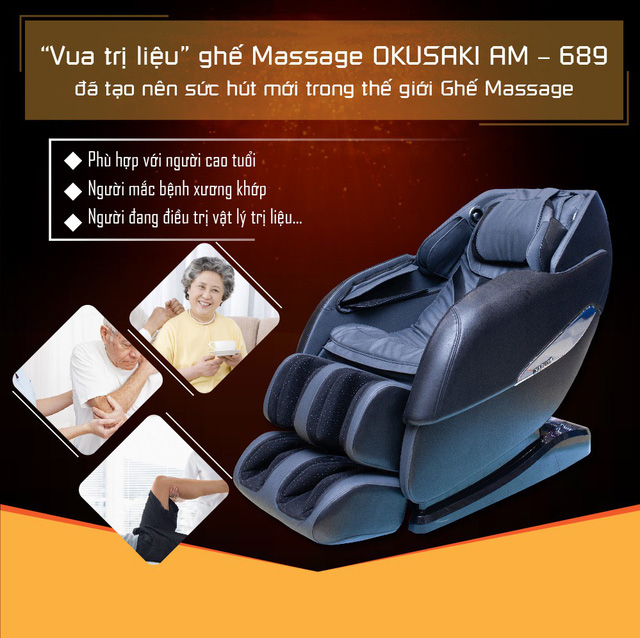 “Vua trị liệu” ghế Massage OKUSAKI AM – 689
đã tạo nên sức hút mới trong thế giới Ghế Massage
Phù hợp với người cao tuổi
Người mắc bệnh xương khớp
Người đang điều trị vật lý trị liệu...